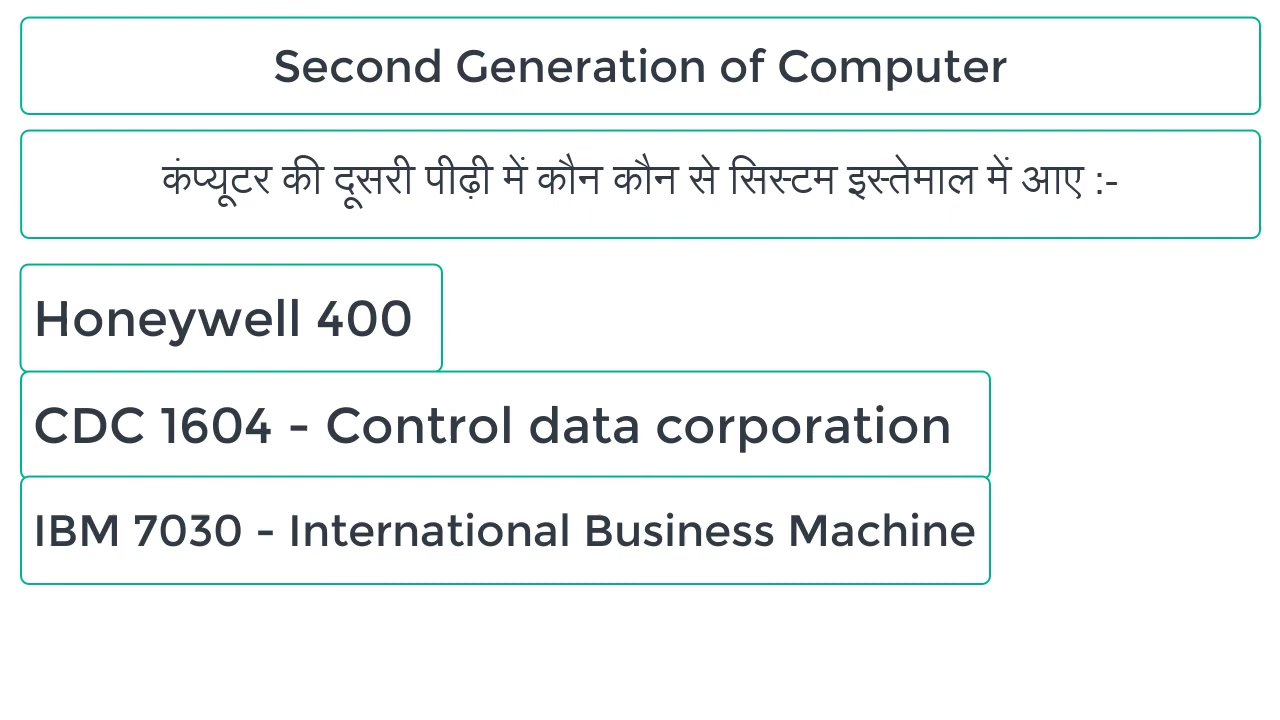 Second Generation of Computer
कंप्यूटर की दूसरी पीढ़ी में कौन कौन से सिस्टम इस्तेमाल में आए :-
Honeywell 400
CDC 1604 - Control data corporation
IBM 7030 - International Business Machine